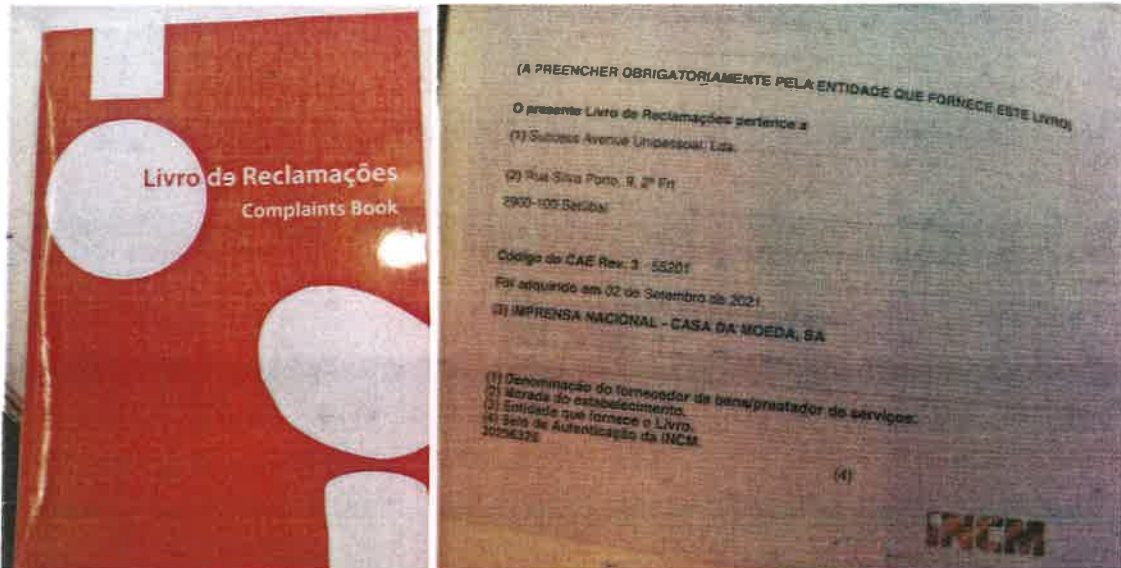 Livro de Reclamações
Complaints Book
(A PREENCHER OBRIGATORIAMENTE PELA ENTIDADE QUE FORNECE ESTE LIVRO)
O presente Livro de Reclamações pertence a
(1) Success Avenue Unipessoal, Lda.
(2) Rua Silva Porto, 9, 2º Frt
2900-100 Setúbal
Código do CAE Rev. 3 55201
Foi adquirido em 02 de Setembro de 2021
(3) IMPRENSA NACIONAL - CASA DA MOEDA, SA
(1) Denominação do fornecedor de bens/prestador de serviços.
(2) Morada do estabelecimento.
(3) Entidade que fornece o Livro.
(4) Selo de Autenticação da INCM.
(4)
INCM